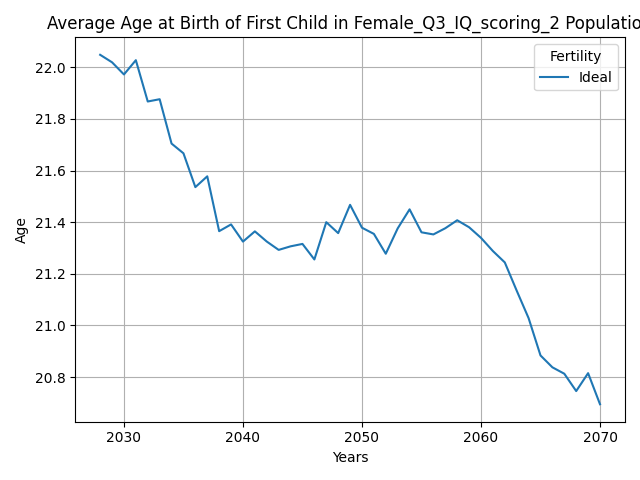 Average Age at Birth of First Child in Female_Q3_IQ_scoring_2 Populatio
Fertility
Ideal
22.0
21.8
21.6
21.4
21.2
21.0
20.8
Age
2030 2040 2050 2060 2070
Years